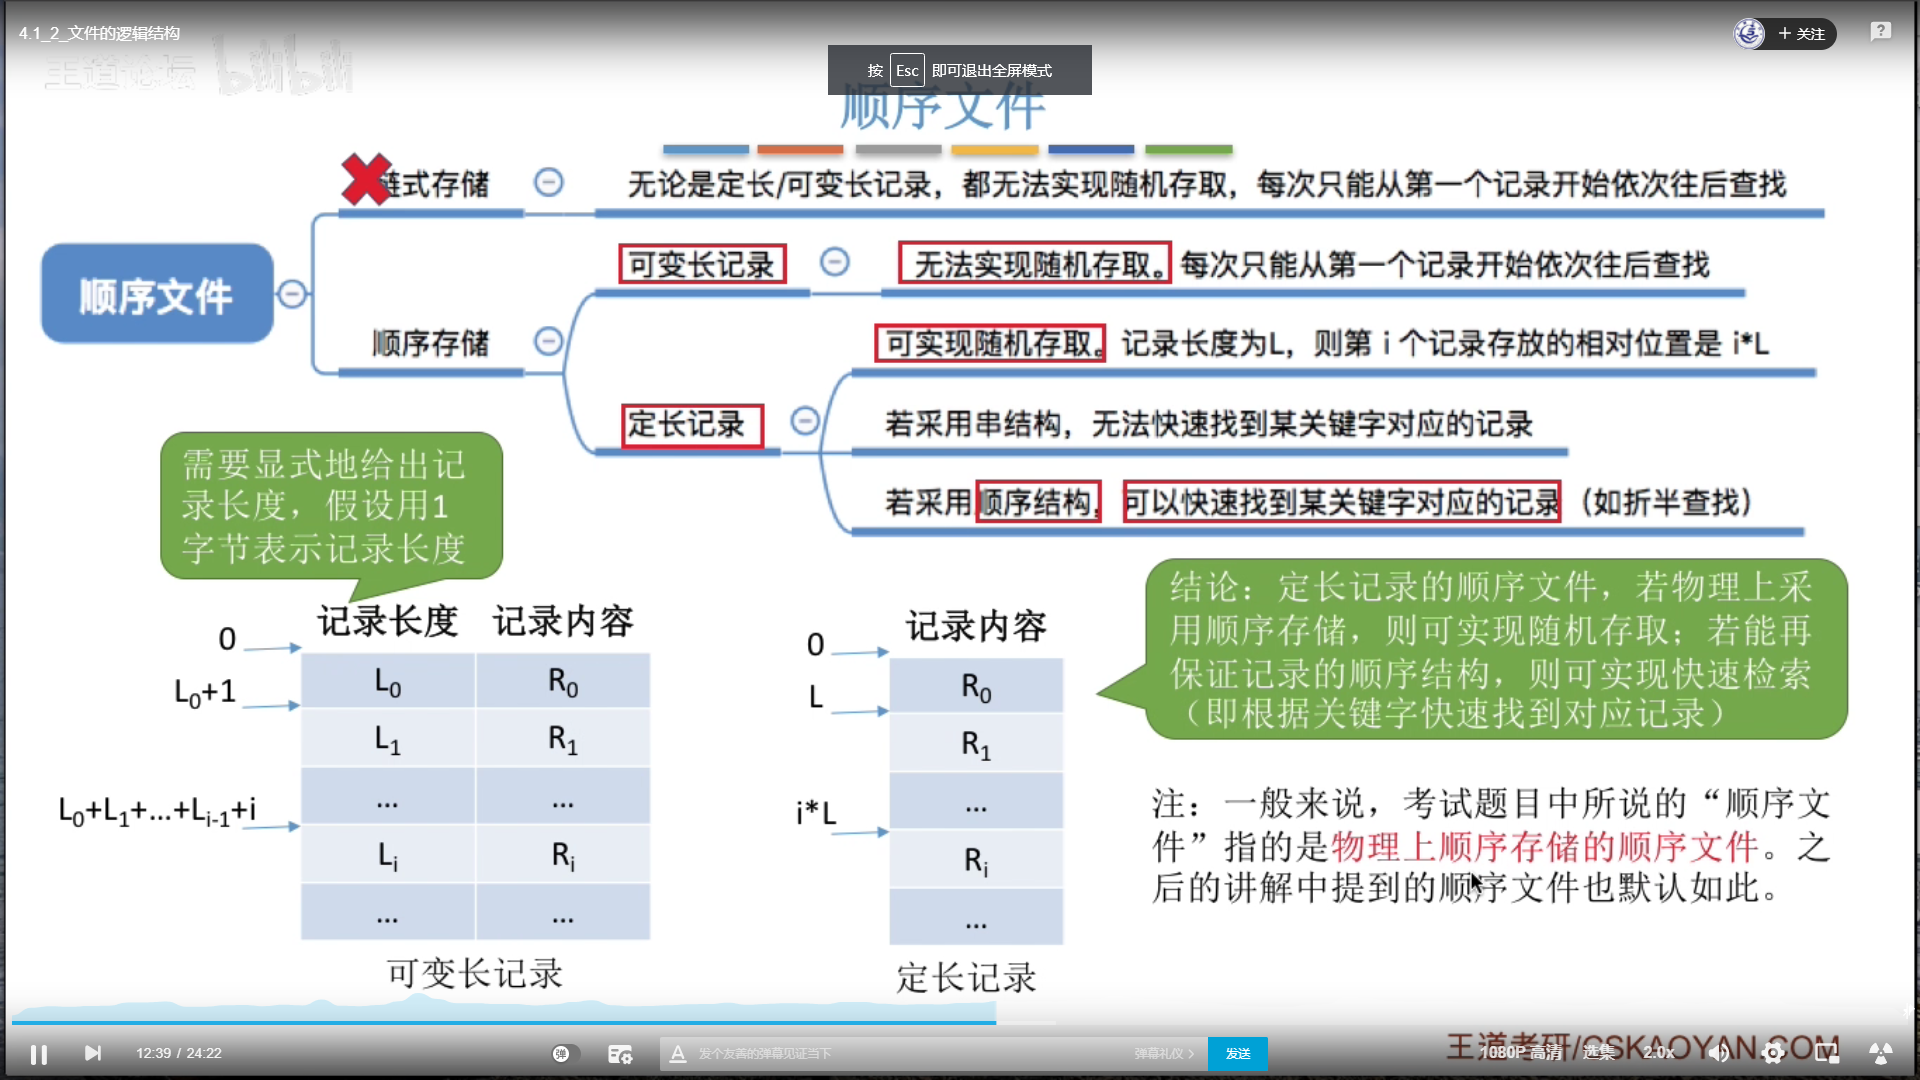 4.1_2_文件的逻辑结构
关注
王道论坛 bilibili
按 Esc 即可退出全屏模式
顺序文件
链式存储
无论是定长/可变长记录，都无法实现随机存取，每次只能从第一个记录开始依次往后查找
可变长记录
无法实现随机存取。每次只能从第一个记录开始依次往后查找
顺序文件
顺序存储
可实现随机存取。记录长度为L，则第 i 个记录存放的相对位置是 i*L
定长记录
若采用串结构，无法快速找到某关键字对应的记录
若采用顺序结构，可以快速找到某关键字对应的记录（如折半查找）
需要显式地给出记
录长度，假设用1
字节表示记录长度
记录长度 记录内容
0
L0 R0
L0+1
L1 R1
... ...
L0+L1+...+Li-1+i
Li Ri
... ...
可变长记录
记录内容
0
R0
L
R1
...
i*L
Ri
...
定长记录
结论：定长记录的顺序文件，若物理上采
用顺序存储，则可实现随机存取；若能再
保证记录的顺序结构，则可实现快速检索
（即根据关键字快速找到对应记录）
注：一般来说，考试题目中所说的“顺序文
件”指的是物理上顺序存储的顺序文件。之
后的讲解中提到的顺序文件也默认如此。
王道考研/CSKAOYAN.COM
12:39 / 24:22
弹
发个友善的弹幕见证当下
弹幕礼仪
发送
1080P 高清
选集
2.0x